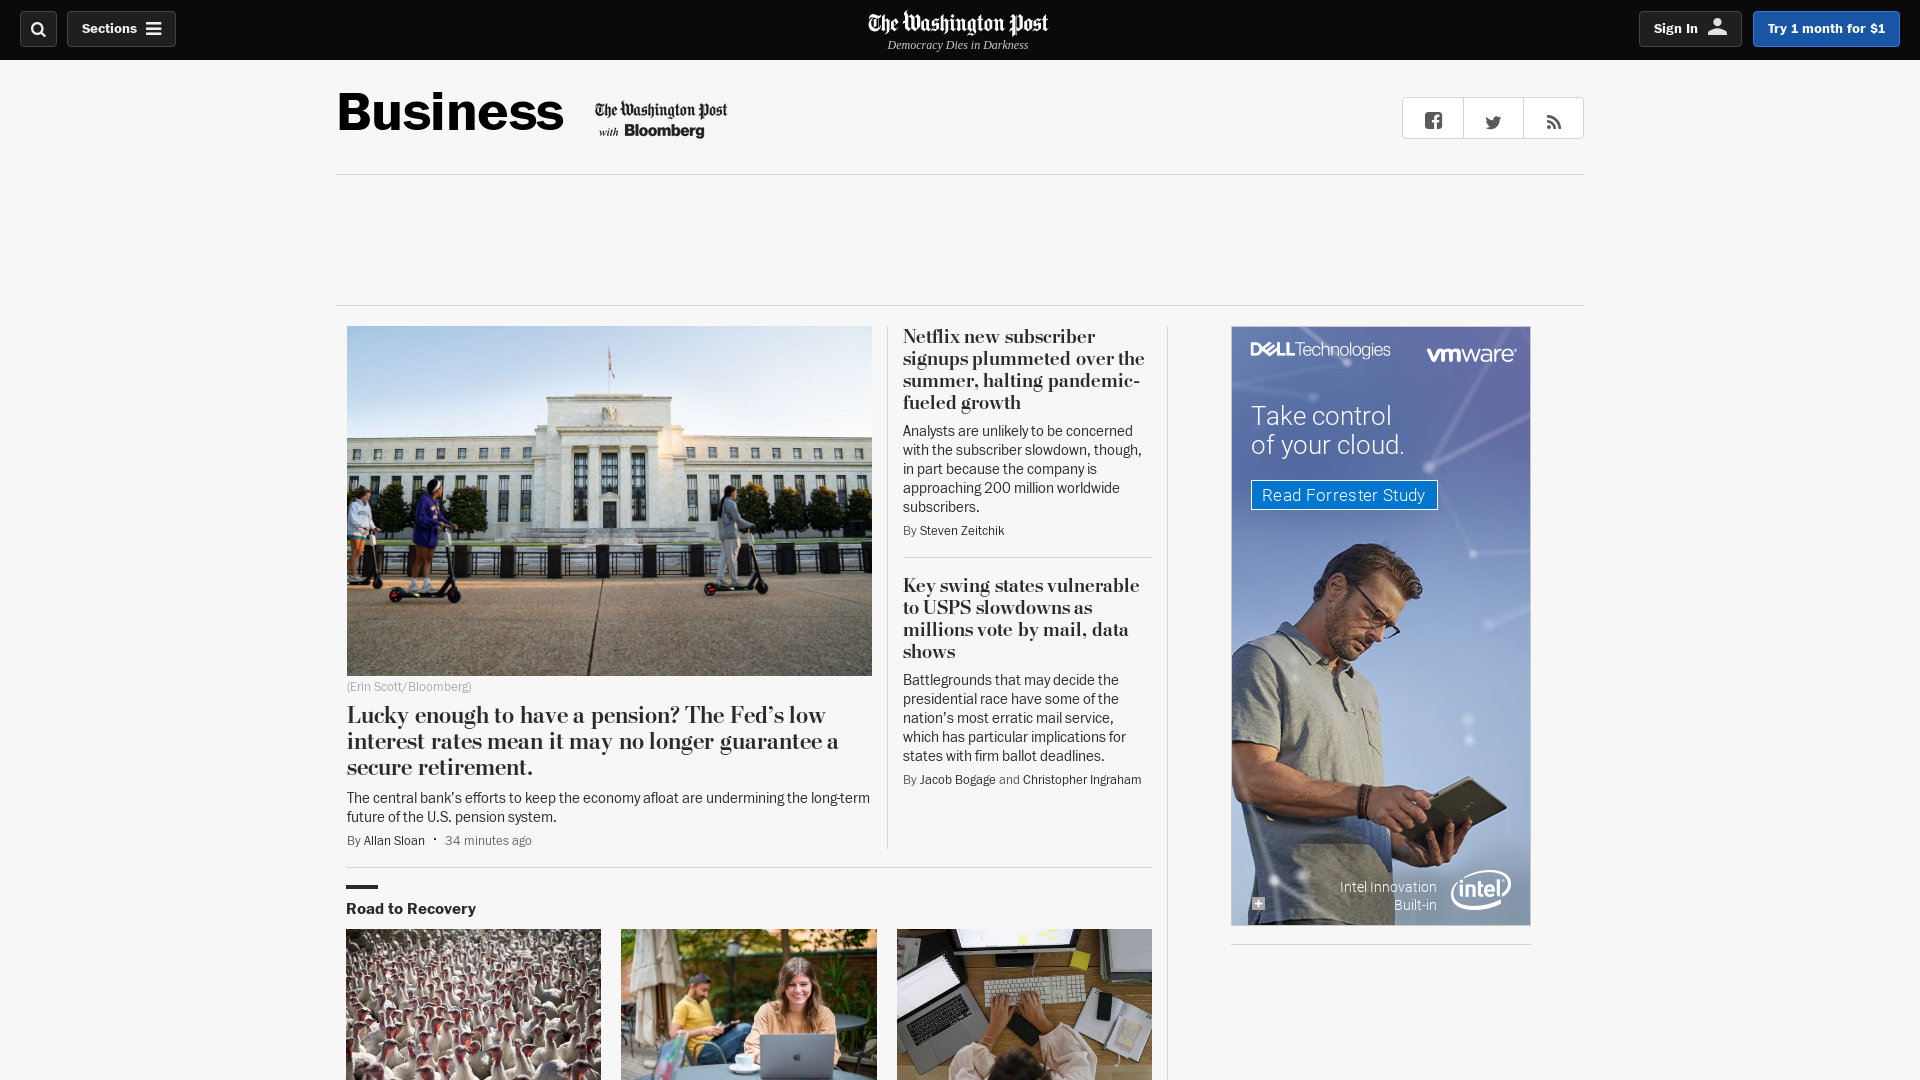 Sections
The Washington Post
Democracy Dies in Darkness
Sign In
Try 1 month for $1
Business
The Washington Post
with Bloomberg
(Erin Scott/Bloomberg)
Lucky enough to have a pension? The Fed’s low
interest rates mean it may no longer guarantee a
secure retirement.
The central bank’s efforts to keep the economy afloat are undermining the long-term
future of the U.S. pension system.
By Allan Sloan · 34 minutes ago
Netflix new subscriber
signups plummeted over the
summer, halting pandemic-
fueled growth
Analysts are unlikely to be concerned
with the subscriber slowdown, though,
in part because the company is
approaching 200 million worldwide
subscribers.
By Steven Zeitchik
Key swing states vulnerable
to USPS slowdowns as
millions vote by mail, data
shows
Battlegrounds that may decide the
presidential race have some of the
nation’s most erratic mail service,
which has particular implications for
states with firm ballot deadlines.
By Jacob Bogage and Christopher Ingraham
DELLTechnologies
vmware®
Take control
of your cloud.
Read Forrester Study
Intel Innovation
Built-in
intel
Road to Recovery